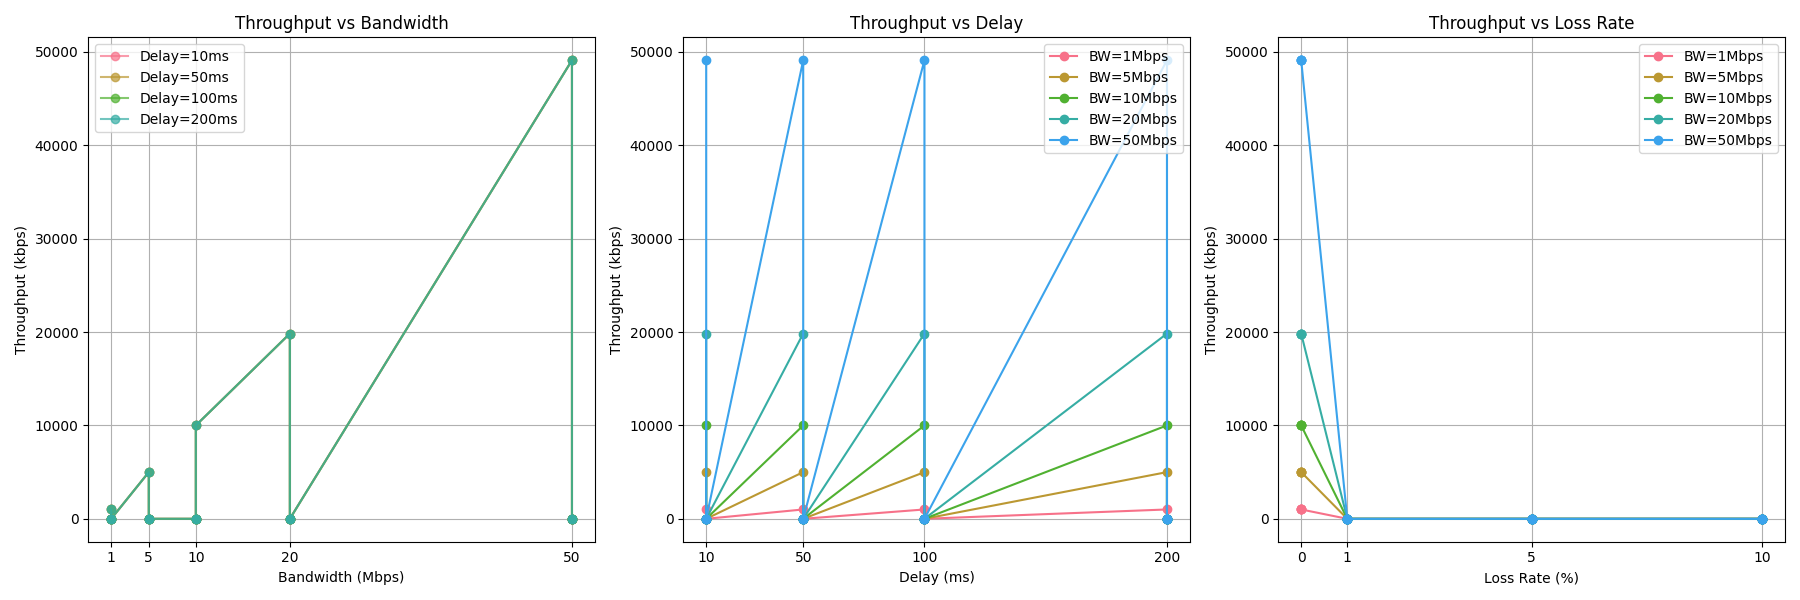 Throughput vs Bandwidth
Throughput (kbps)
50000
40000
30000
20000
10000
0
Delay=10ms
Delay=50ms
Delay=100ms
Delay=200ms
1 5 10 20 50
Bandwidth (Mbps)
Throughput vs Delay
Throughput (kbps)
50000
40000
30000
20000
10000
0
BW=1Mbps
BW=5Mbps
BW=10Mbps
BW=20Mbps
BW=50Mbps
10 50 100 200
Delay (ms)
Throughput vs Loss Rate
Throughput (kbps)
50000
40000
30000
20000
10000
0
BW=1Mbps
BW=5Mbps
BW=10Mbps
BW=20Mbps
BW=50Mbps
0 1 5 10
Loss Rate (%)